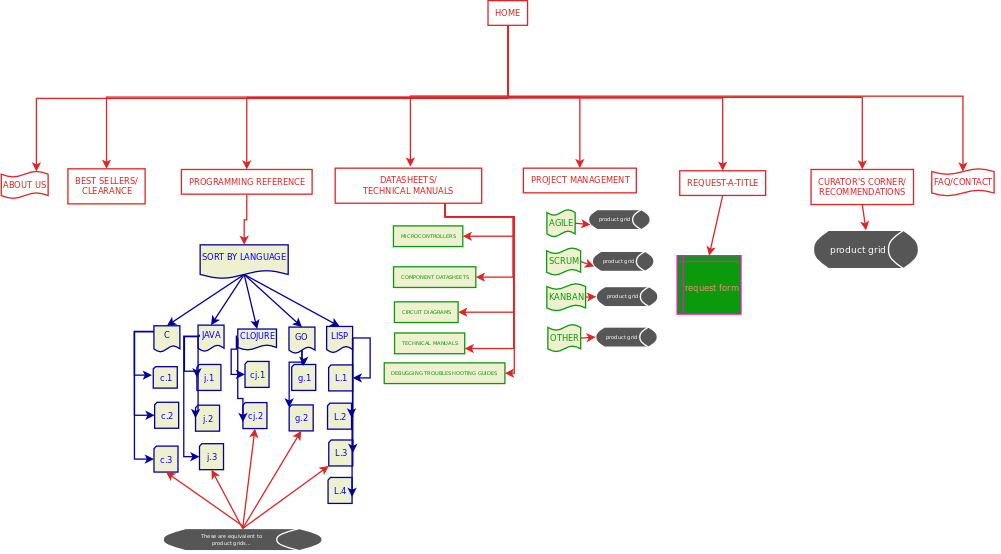 HOME
ABOUT US
BEST SELLERS/
CLEARANCE
PROGRAMMING REFERENCE
DATASHEETS/
TECHNICAL MANUALS
PROJECT MANAGEMENT
REQUEST-A-TITLE
CURATOR'S CORNER/
RECOMMENDATIONS
FAQ/CONTACT
SORT BY LANGUAGE
C
JAVA
CLOJURE
GO
LISP
c.1
j.1
cj.1
g.1
L.1
c.2
j.2
cj.2
g.2
L.2
c.3
j.3
L.3
L.4
These are equivalent to
product grids...
MICROCONTROLLERS
COMPONENT DATASHEETS
CIRCUIT DIAGRAMS
TECHNICAL MANUALS
DEBUGGING TROUBLESHOOTING GUIDES
AGILE
product grid
SCRUM
product grid
KANBAN
product grid
OTHER
product grid
request form
product grid